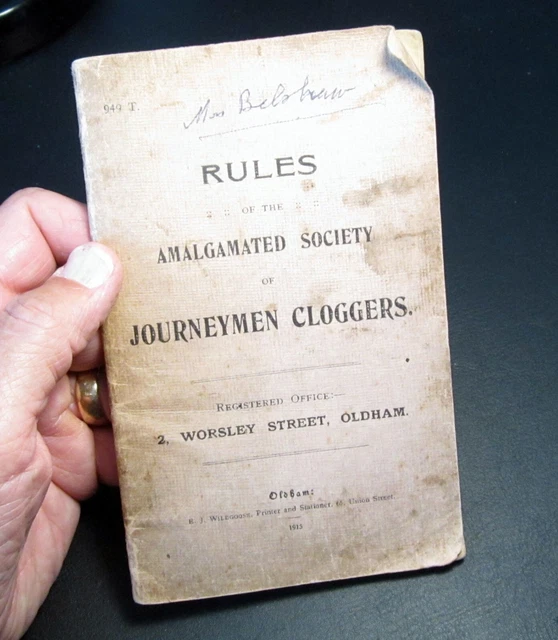 949 T.
Mrs Belshaw
RULES
:: OF THE ::
AMALGAMATED SOCIETY
OF
JOURNEYMEN CLOGGERS.
REGISTERED OFFICE:—
2, WORSLEY STREET, OLDHAM.
Oldham:
Printer and Stationer, Union Street.
1915